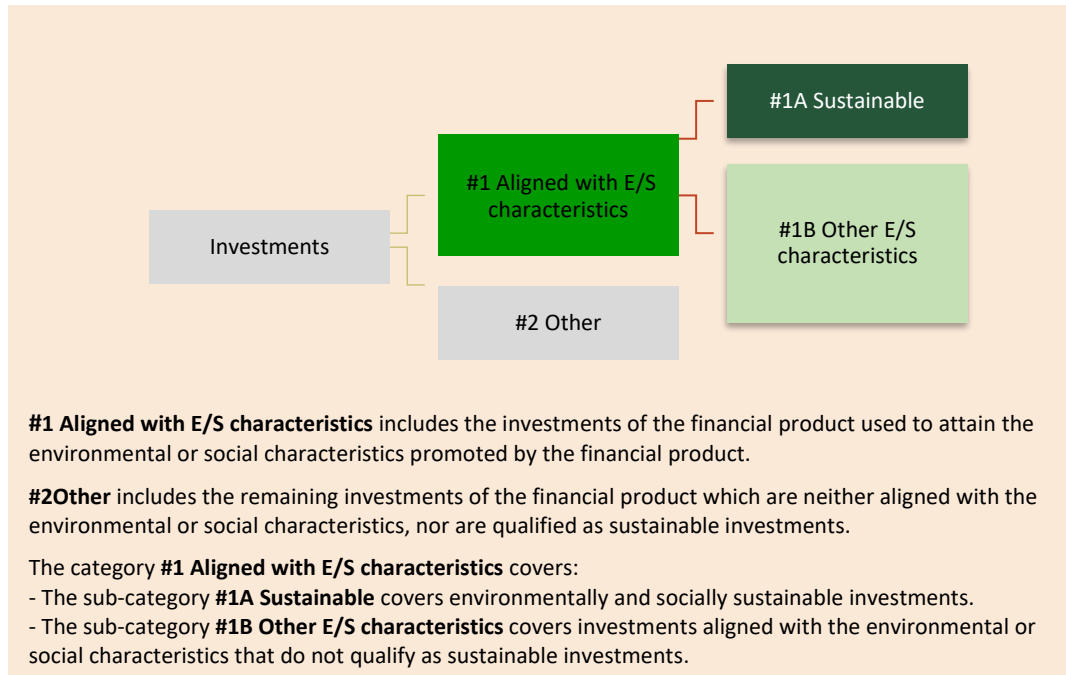 #1A Sustainable
#1 Aligned with E/S
characteristics
#1B Other E/S
characteristics
Investments
#2 Other
#1 Aligned with E/S characteristics includes the investments of the financial product used to attain the
environmental or social characteristics promoted by the financial product.
#2Other includes the remaining investments of the financial product which are neither aligned with the
environmental or social characteristics, nor are qualified as sustainable investments.
The category #1 Aligned with E/S characteristics covers:
- The sub-category #1A Sustainable covers environmentally and socially sustainable investments.
- The sub-category #1B Other E/S characteristics covers investments aligned with the environmental or
social characteristics that do not qualify as sustainable investments.